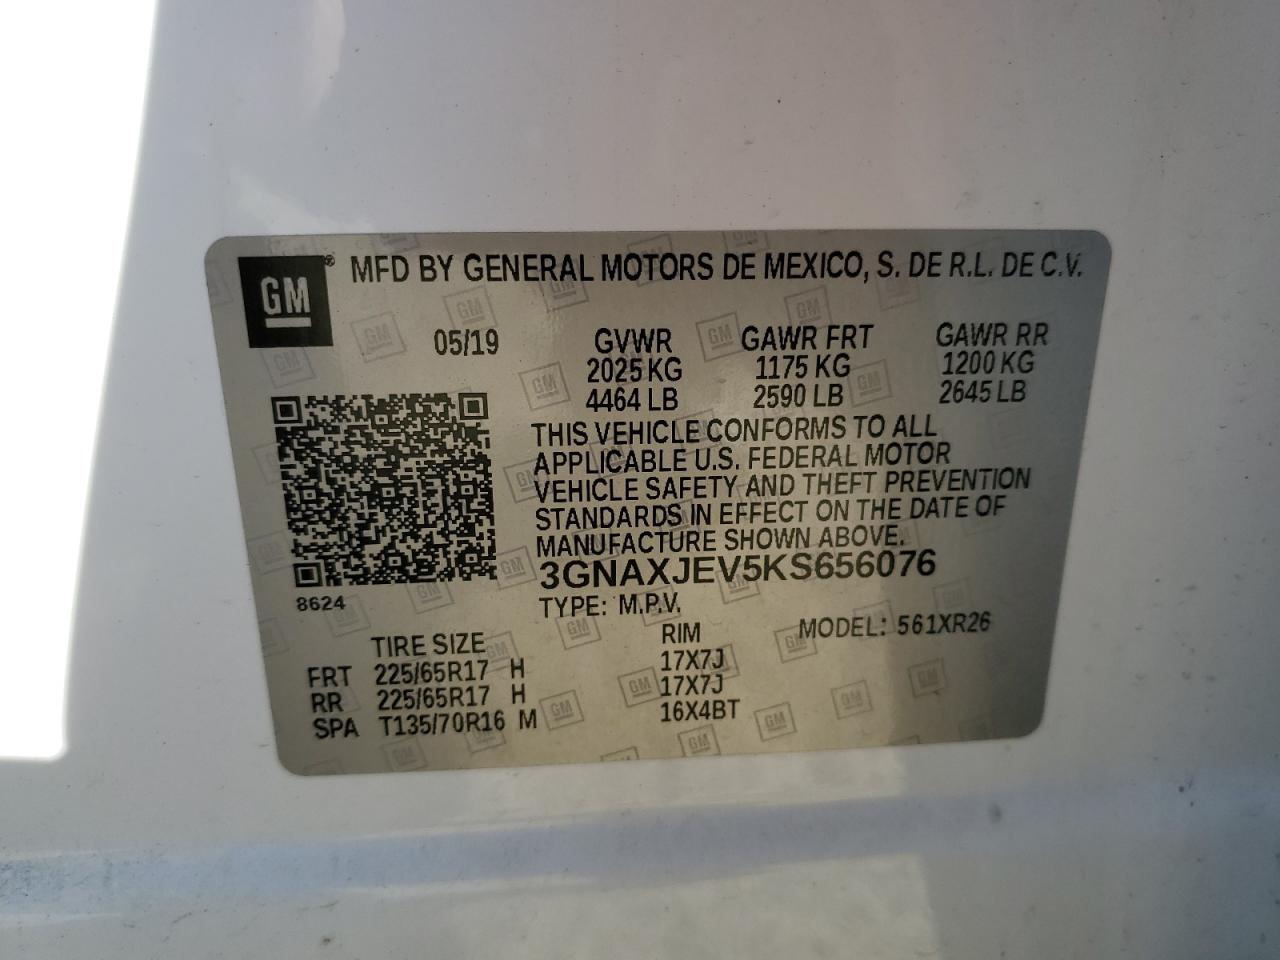 GM® MFD BY GENERAL MOTORS DE MEXICO, S. DE R.L. DE C.V.
05/19 GVWR GAWR FRT GAWR RR
2025 KG 1175 KG 1200 KG
4464 LB 2590 LB 2645 LB
THIS VEHICLE CONFORMS TO ALL
APPLICABLE U.S. FEDERAL MOTOR
VEHICLE SAFETY AND THEFT PREVENTION
STANDARDS IN EFFECT ON THE DATE OF
MANUFACTURE SHOWN ABOVE.
3GNAXJEV5KS656076
8624 TYPE: M.P.V.
TIRE SIZE RIM MODEL: 561XR26
FRT 225/65R17 H 17X7J
RR 225/65R17 H 17X7J
SPA T135/70R16 M 16X4BT